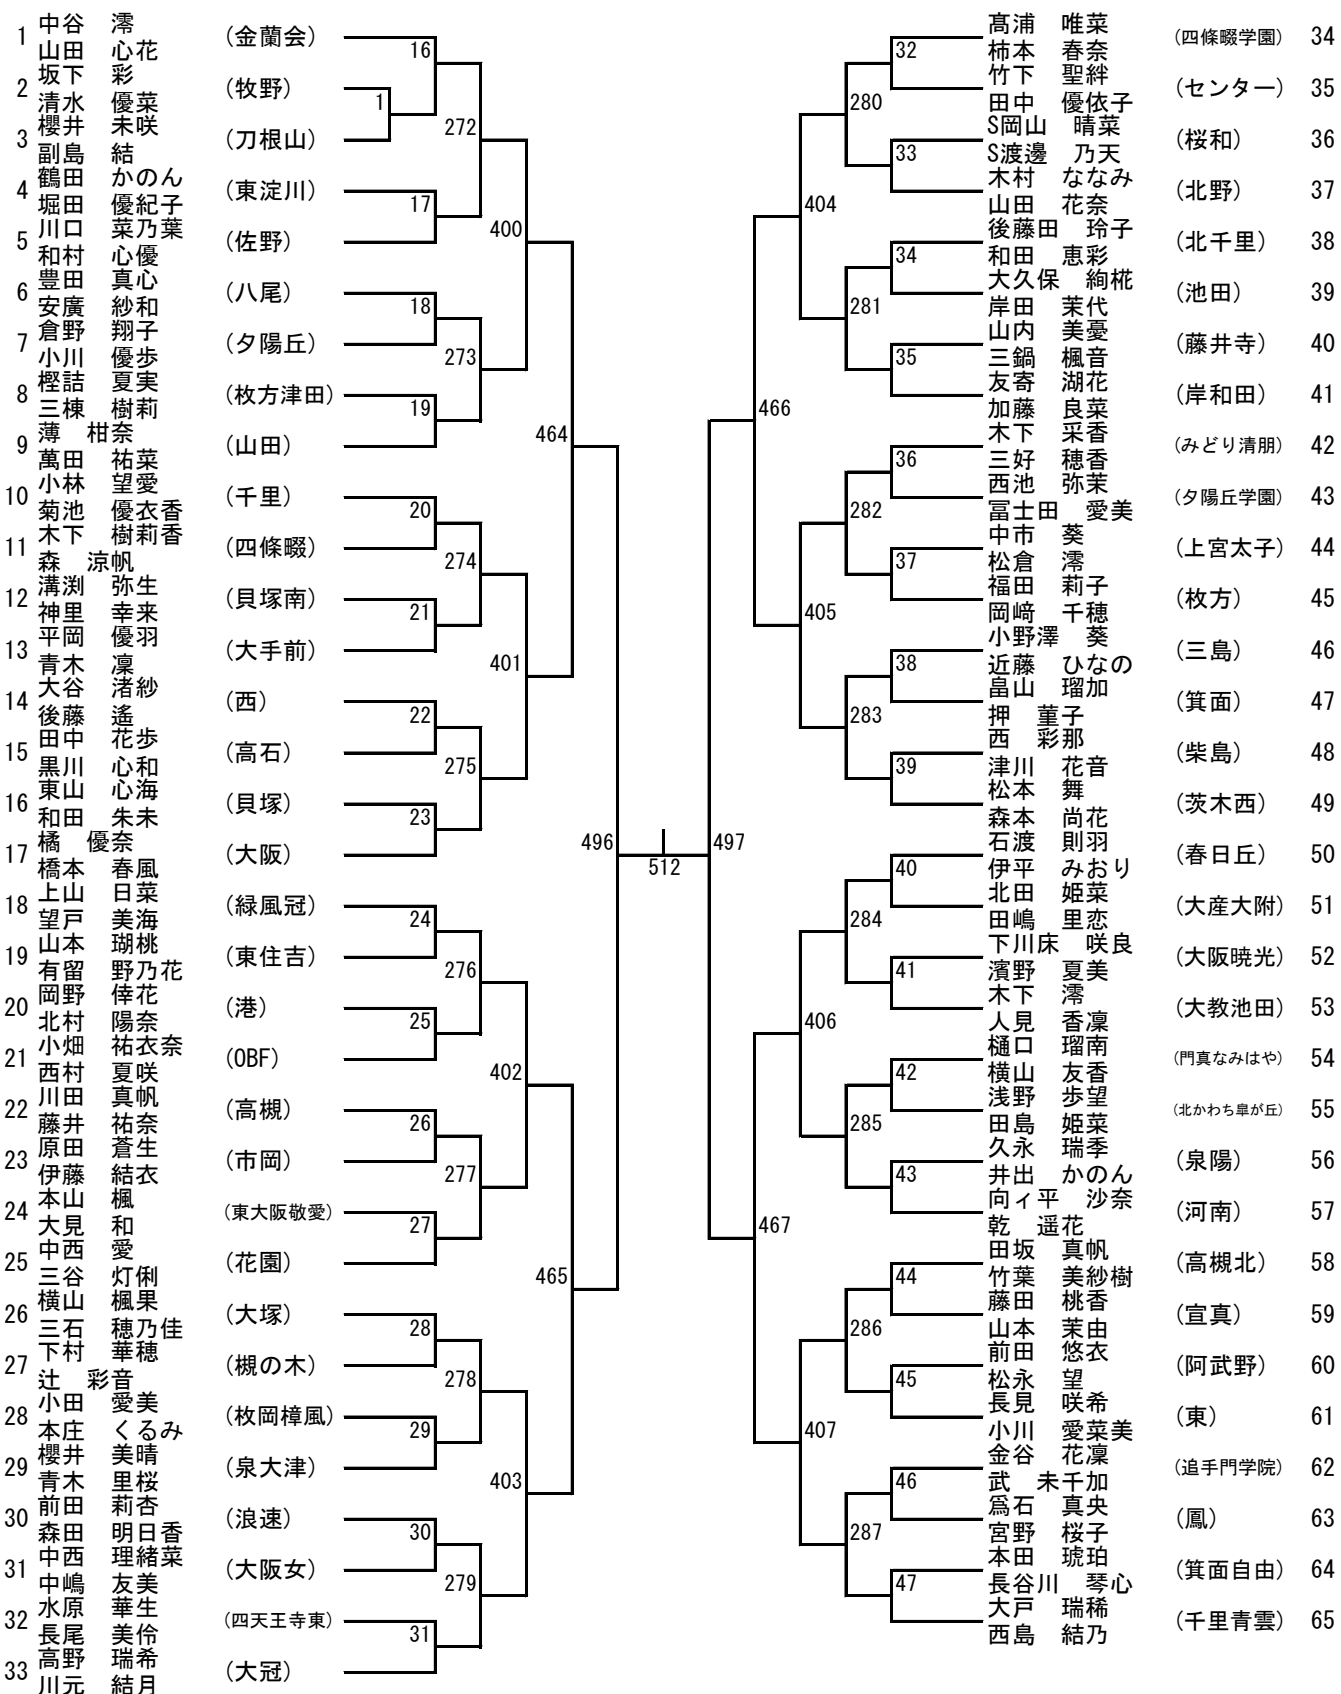 1 中谷 澪 山田 心花 (金蘭会)
2 坂下 彩 清水 優菜 (牧野)
3 櫻井 未咲 副島 結 (刀根山)
4 鶴田 かのん 堀田 優紀子 (東淀川)
5 川口 菜乃葉 和村 心優 (佐野)
6 豊田 真心 安廣 紗和 (八尾)
7 倉野 翔子 小川 優歩 (夕陽丘)
8 樫詰 夏実 三棟 樹莉 (枚方津田)
9 薄 柑奈 萬田 祐菜 (山田)
10 小林 望愛 菊池 優衣香 (千里)
11 木下 樹莉香 森 涼帆 (四條畷)
12 溝渕 弥生 神里 幸来 (貝塚南)
13 平岡 優羽 青木 凜 (大手前)
14 大谷 渚紗 後藤 遙 (西)
15 田中 花歩 黒川 心和 (高石)
16 東山 心海 和田 朱未 (貝塚)
17 橘 優奈 橋本 春風 (大阪)
18 上山 日菜 望戸 美海 (緑風冠)
19 山本 瑚桃 有留 野乃花 (東住吉)
20 岡野 倖花 北村 陽奈 (港)
21 小畑 祐衣奈 西村 夏咲 (OBF)
22 川田 真帆 藤井 祐奈 (高槻)
23 原田 蒼生 伊藤 結衣 (市岡)
24 本山 楓 大見 和 (東大阪敬愛)
25 中西 愛 三谷 灯俐 (花園)
26 横山 楓果 三石 穂乃佳 (大塚)
27 下村 華穂 辻 彩音 (槻の木)
28 小田 愛美 本庄 くるみ (枚岡樟風)
29 櫻井 美晴 青木 里桜 (泉大津)
30 前田 莉杏 森田 明日香 (浪速)
31 中西 理緒菜 中嶋 友美 (大阪女)
32 水原 華生 長尾 美伶 (四天王寺東)
33 高野 瑞希 川元 結月 (大冠)
16
1
17
18
19
20
21
22
23
24
25
26
27
28
29
30
31
272
273
274
275
276
277
278
279
400
401
402
403
464
465
496
512
497
466
467
404
405
406
407
280
281
282
283
284
285
286
287
32
33
34
35
36
37
38
39
40
41
42
43
44
45
46
47
髙浦 唯菜 柿本 春奈 (四條畷学園) 34
竹下 聖絆 田中 優依子 (センター) 35
S岡山 晴菜 S渡邊 乃天 (桜和) 36
木村 ななみ 山田 花奈 (北野) 37
後藤田 玲子 和田 恵彩 (北千里) 38
大久保 絢椛 岸田 茉代 (池田) 39
山内 美憂 三鍋 楓音 (藤井寺) 40
友寄 湖花 加藤 良菜 (岸和田) 41
木下 采香 三好 穂香 (みどり清朋) 42
西池 弥茉 冨士田 愛美 (夕陽丘学園) 43
中市 葵 松倉 澪 (上宮太子) 44
福田 莉子 岡﨑 千穂 (枚方) 45
小野澤 葵 近藤 ひなの (三島) 46
畠山 瑠加 押 菫子 (箕面) 47
西 彩那 津川 花音 (柴島) 48
松本 舞 森本 尚花 (茨木西) 49
石渡 則羽 伊平 みおり (春日丘) 50
北田 姫菜 田嶋 里恋 (大産大附) 51
下川床 咲良 濱野 夏美 (大阪暁光) 52
木下 澪 人見 香凜 (大教池田) 53
樋口 瑠南 横山 友香 (門真なみはや) 54
浅野 歩望 田島 姫菜 (北かわち皐が丘) 55
久永 瑞季 井出 かのん (泉陽) 56
向ィ平 沙奈 乾 遥花 (河南) 57
田坂 真帆 竹葉 美紗樹 (高槻北) 58
藤田 桃香 山本 茉由 (宣真) 59
前田 悠衣 松永 望 (阿武野) 60
長見 咲希 小川 愛菜美 (東) 61
金谷 花凜 武 未千加 (追手門学院) 62
爲石 真央 宮野 桜子 (鳳) 63
本田 琥珀 長谷川 琴心 (箕面自由) 64
大戸 瑞稀 西島 結乃 (千里青雲) 65